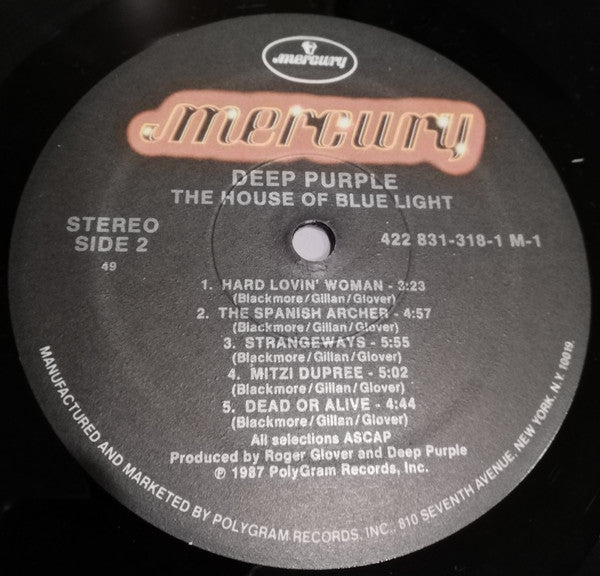 mercury
mercury
DEEP PURPLE
THE HOUSE OF BLUE LIGHT
STEREO
SIDE 2
49
422 831-318-1 M-1
1. HARD LOVIN' WOMAN - 3:23
(Blackmore/Gillan/Glover)
2. THE SPANISH ARCHER - 4:57
(Blackmore/Gillan/Glover)
3. STRANGEWAYS - 5:55
(Blackmore/Gillan/Glover)
4. MITZI DUPREE - 5:02
(Blackmore/Gillan/Glover)
5. DEAD OR ALIVE - 4:44
(Blackmore/Gillan/Glover)
All selections ASCAP
Produced by Roger Glover and Deep Purple
℗ 1987 PolyGram Records, Inc.
MANUFACTURED AND MARKETED BY POLYGRAM RECORDS, INC., 810 SEVENTH AVENUE, NEW YORK, N.Y. 10019.